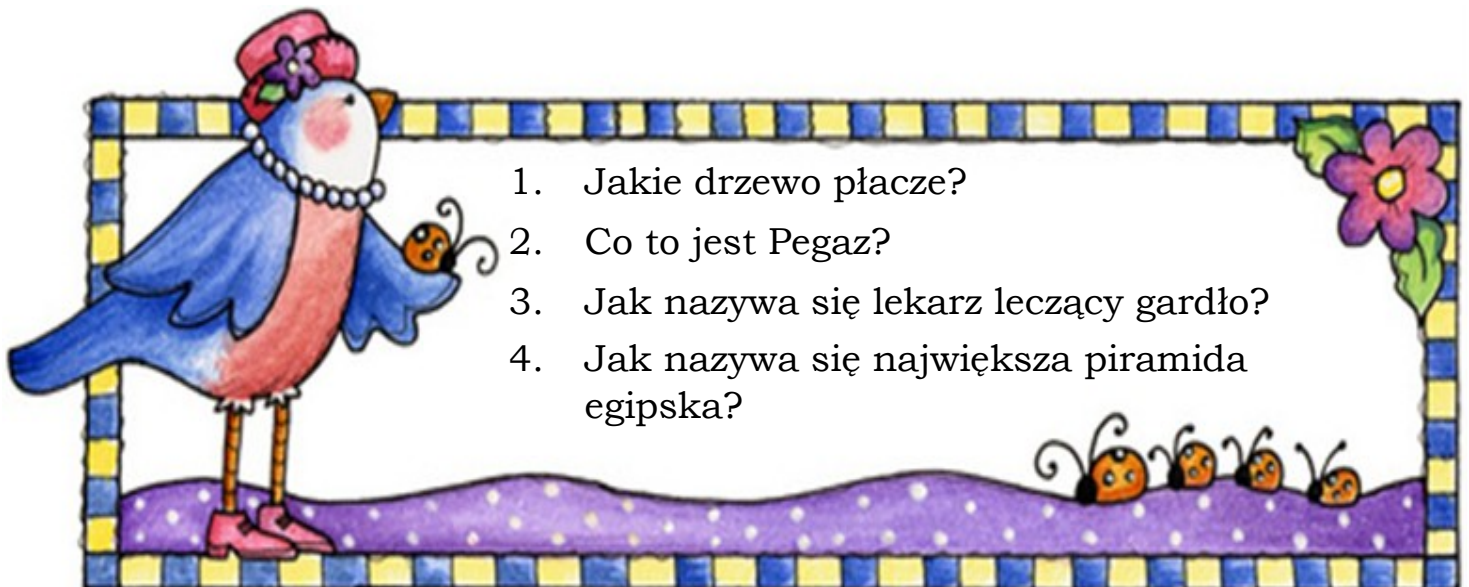 1. Jakie drzewo płacze?
2. Co to jest Pegaz?
3. Jak nazywa się lekarz leczący gardło?
4. Jak nazywa się największa piramida
egipska?